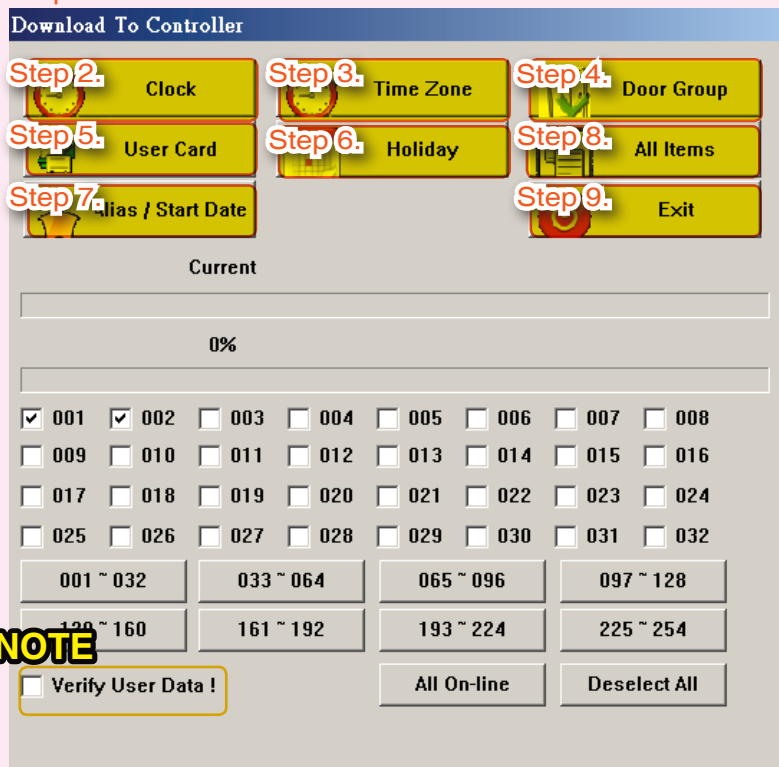 Download To Controller
Step 2. Clock Step 3. Time Zone Step 4. Door Group
Step 5. User Card Step 6. Holiday Step 8. All Items
Step 7. Alias / Start Date Step 9. Exit
Current
0%
001 002 003 004 005 006 007 008
009 010 011 012 013 014 015 016
017 018 019 020 021 022 023 024
025 026 027 028 029 030 031 032
001 ~ 032 033 ~ 064 065 ~ 096 097 ~ 128
~ 160 161 ~ 192 193 ~ 224 225 ~ 254
NOTE
Verify User Data ! All On-line Deselect All